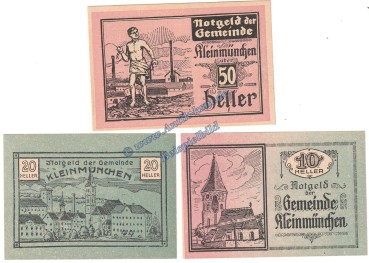 Notgeld der
Gemeinde
Kleinmünchen
50
Heller
20
HELLER
Notgeld der Gemeinde
KLEINMÜNCHEN
20
HELLER
10
HELLER
Notgeld
der
Gemeinde
Kleinmünchen